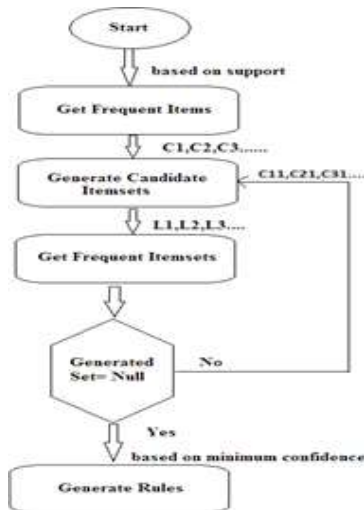 Start
based on support
Get Frequent Items
C1,C2,C3......
Generate Candidate
Itemsets
C11,C21,C31....
L1,L2,L3....
Get Frequent Itemsets
Generated
Set= Null
No
Yes
based on minimum confidence
Generate Rules